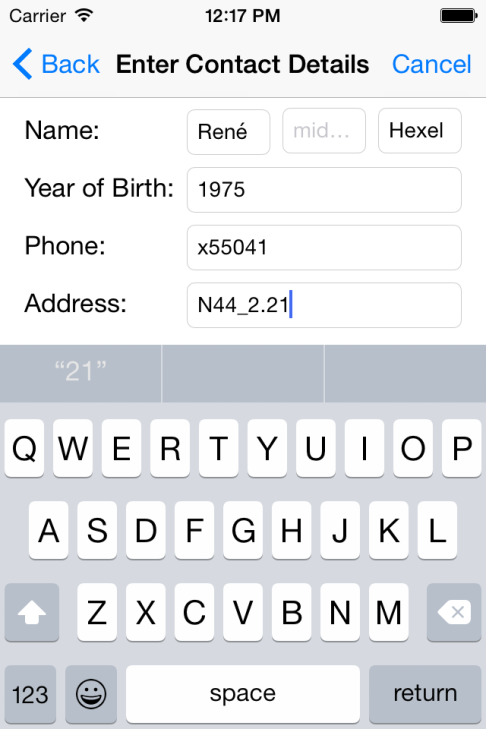 Carrier 12:17 PM
Back Enter Contact Details Cancel
Name: René mid... Hexel
Year of Birth: 1975
Phone: x55041
Address: N44_2.21
“21”
Q W E R T Y U I O P
A S D F G H J K L
Z X C V B N M
123 space return